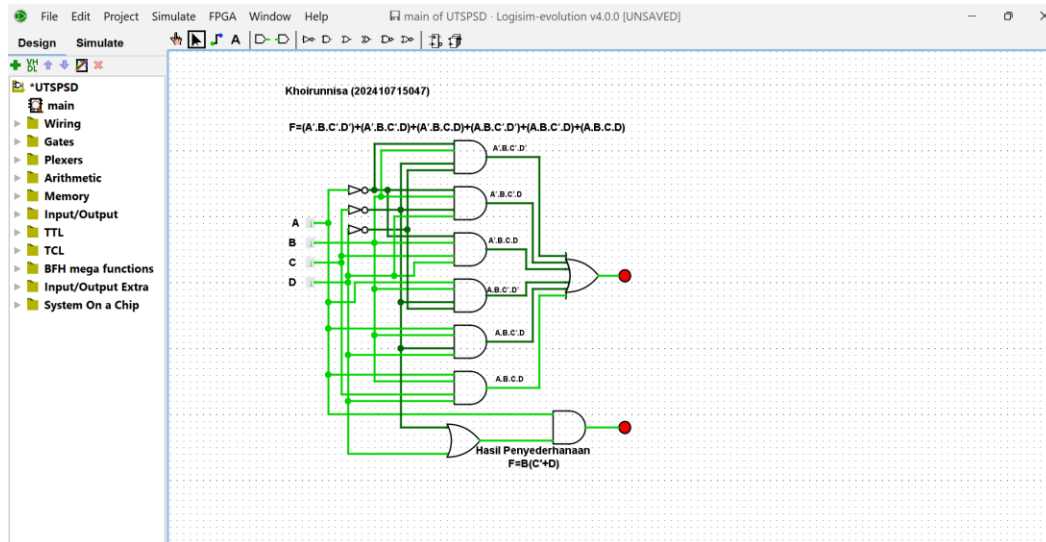 File Edit Project Simulate FPGA Window Help
main of UTSPSD · Logisim-evolution v4.0.0 [UNSAVED]
Design Simulate
A
VH
DL
*UTSPSD
main
Wiring
Gates
Plexers
Arithmetic
Memory
Input/Output
TTL
TCL
BFH mega functions
Input/Output Extra
System On a Chip
Khoirunnisa (202410715047)
F=(A'.B.C'.D')+(A'.B.C'.D)+(A'.B.C.D)+(A.B.C'.D')+(A.B.C'.D)+(A.B.C.D)
A'.B.C'.D'
A'.B.C'.D
A
B
C
D
A'.B.C.D
A.B.C'.D'
A.B.C'.D
A.B.C.D
Hasil Penyederhanaan
F=B(C'+D)